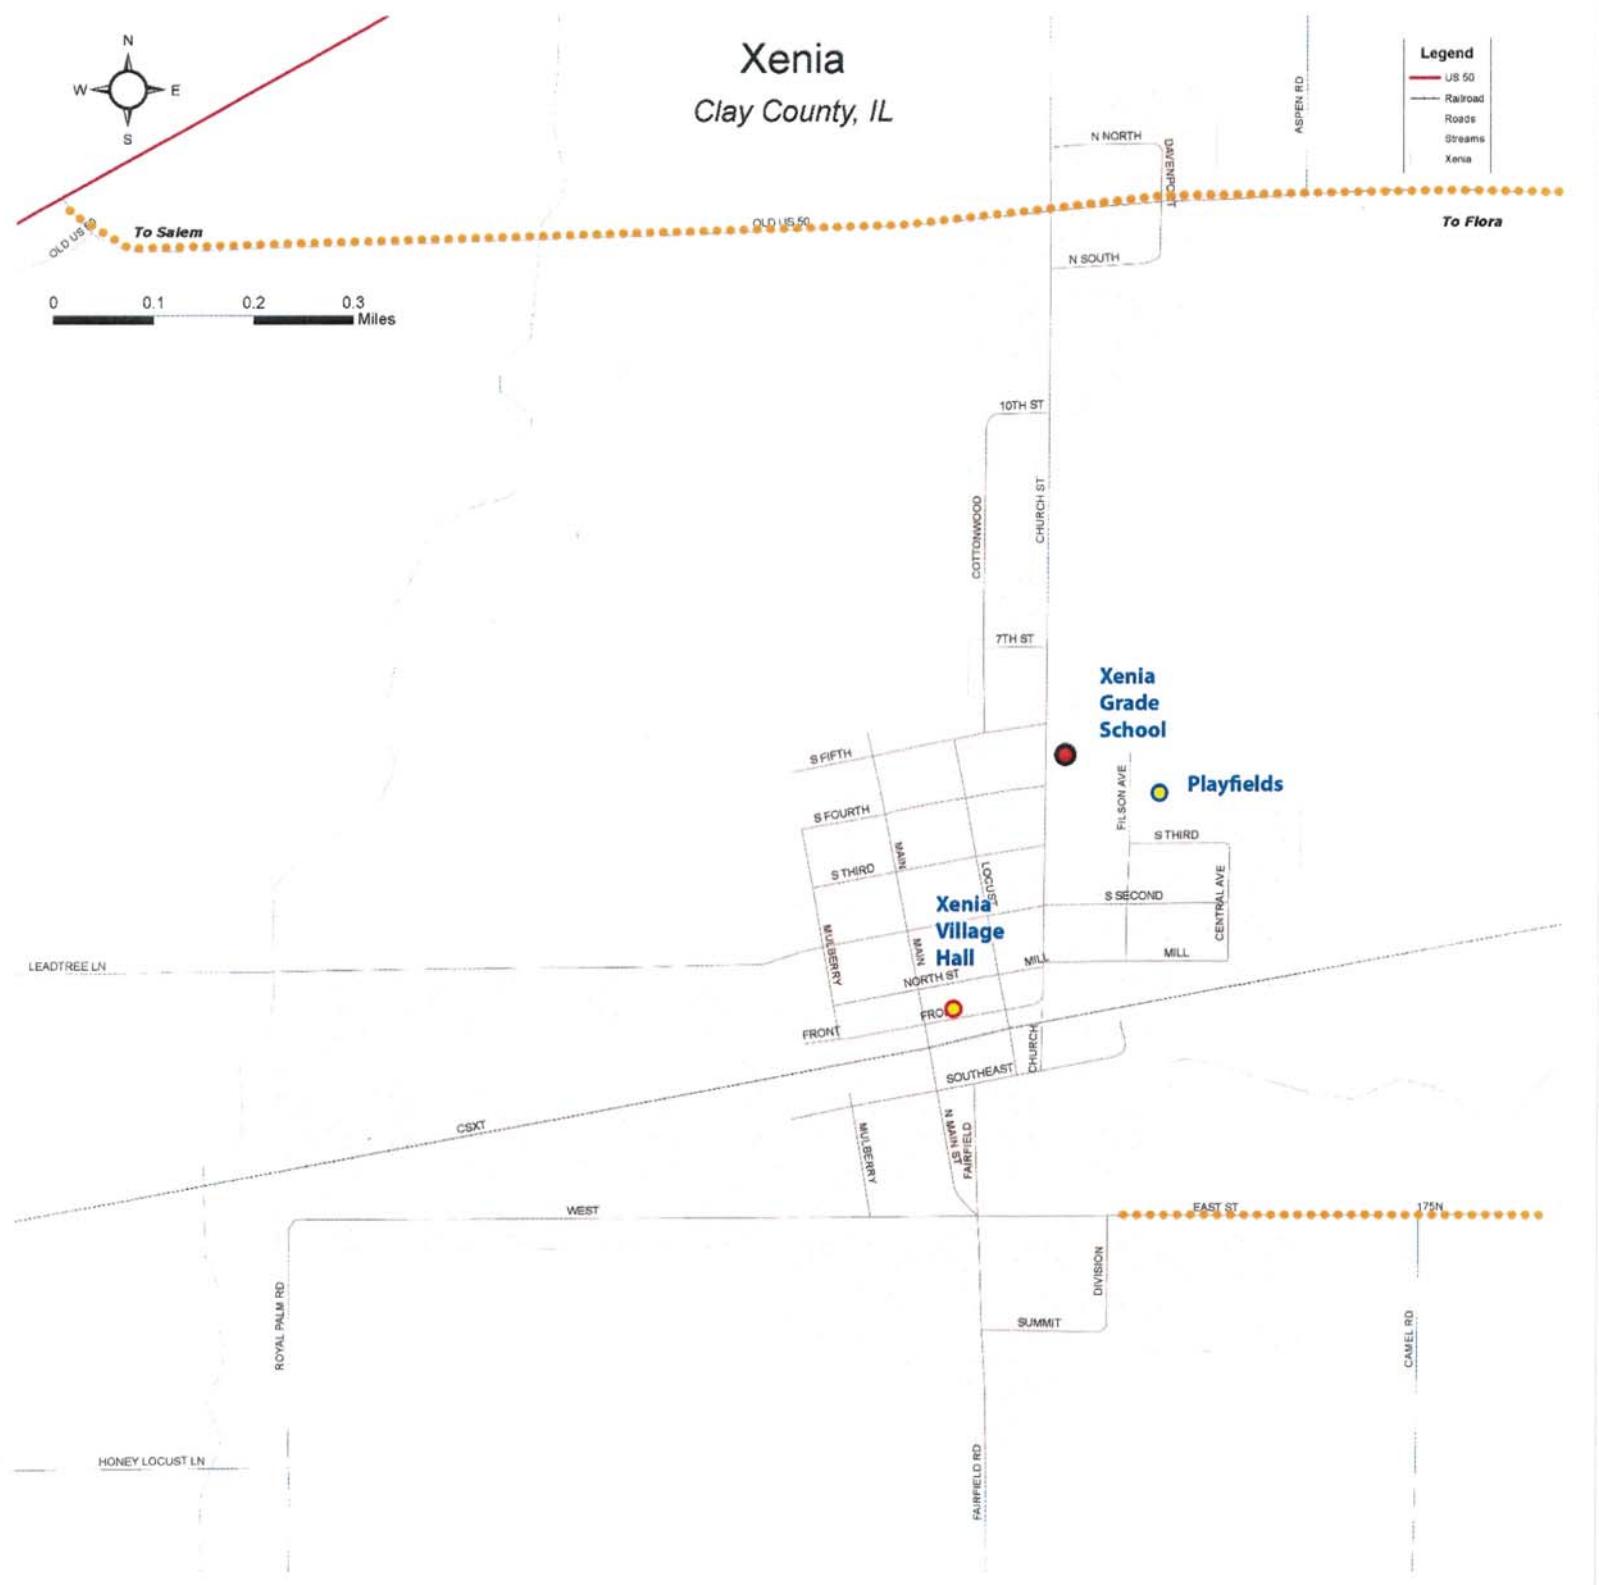 Xenia
Clay County, IL
N
W
E
S
Legend
US 50
Railroad
Roads
Streams
Xenia
ASPEN RD
N NORTH
DAVENPORT
OLD US 50
To Salem
OLD US 50
To Flora
N SOUTH
0 0.1 0.2 0.3
Miles
10TH ST
COTTONWOOD
CHURCH ST
7TH ST
Xenia
Grade
School
S FIFTH
FILSON AVE
Playfields
S FOURTH
S THIRD
MAIN
S THIRD
LOCUST
CENTRAL AVE
S SECOND
Xenia
Village
Hall
MULBERRY
MAIN
MILL
MILL
LEADTREE LN
NORTH ST
FRO
FRONT
CHURCH
SOUTHEAST
CSXT
MULBERRY
N MAIN ST
FAIRFIELD
WEST
EAST ST
175N
DIVISION
ROYAL PALM RD
SUMMIT
CAMEL RD
HONEY LOCUST LN
FAIRFIELD RD